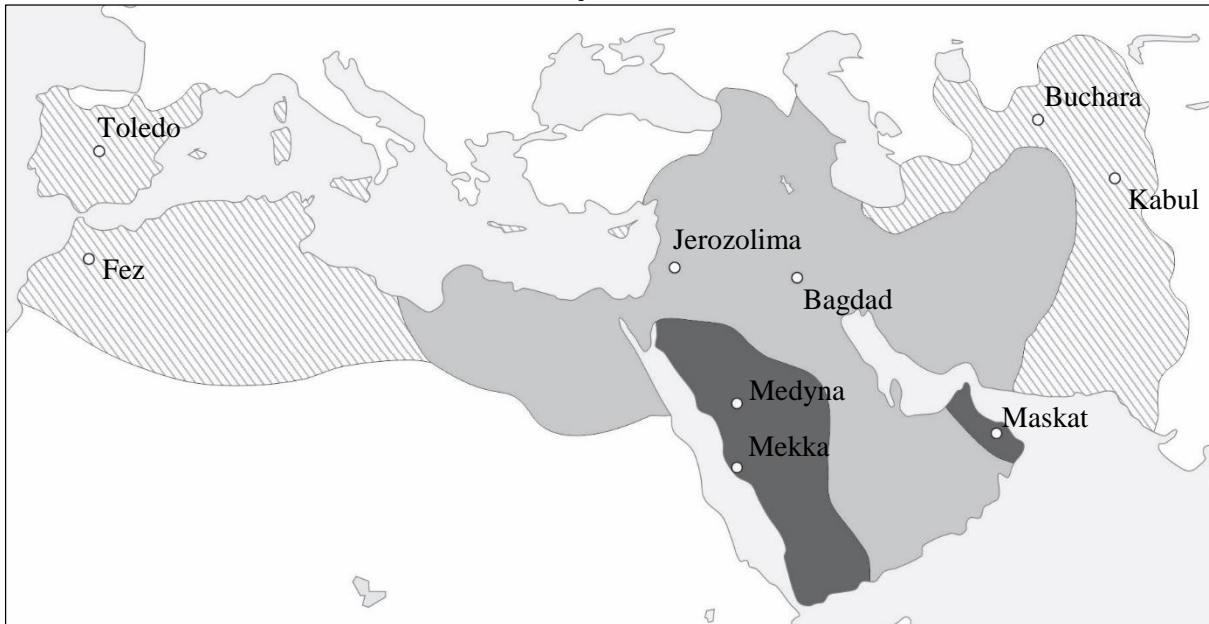 Toledo
Buchara
Kabul
Jerozolima
Fez
Bagdad
Medyna
Maskat
Mekka